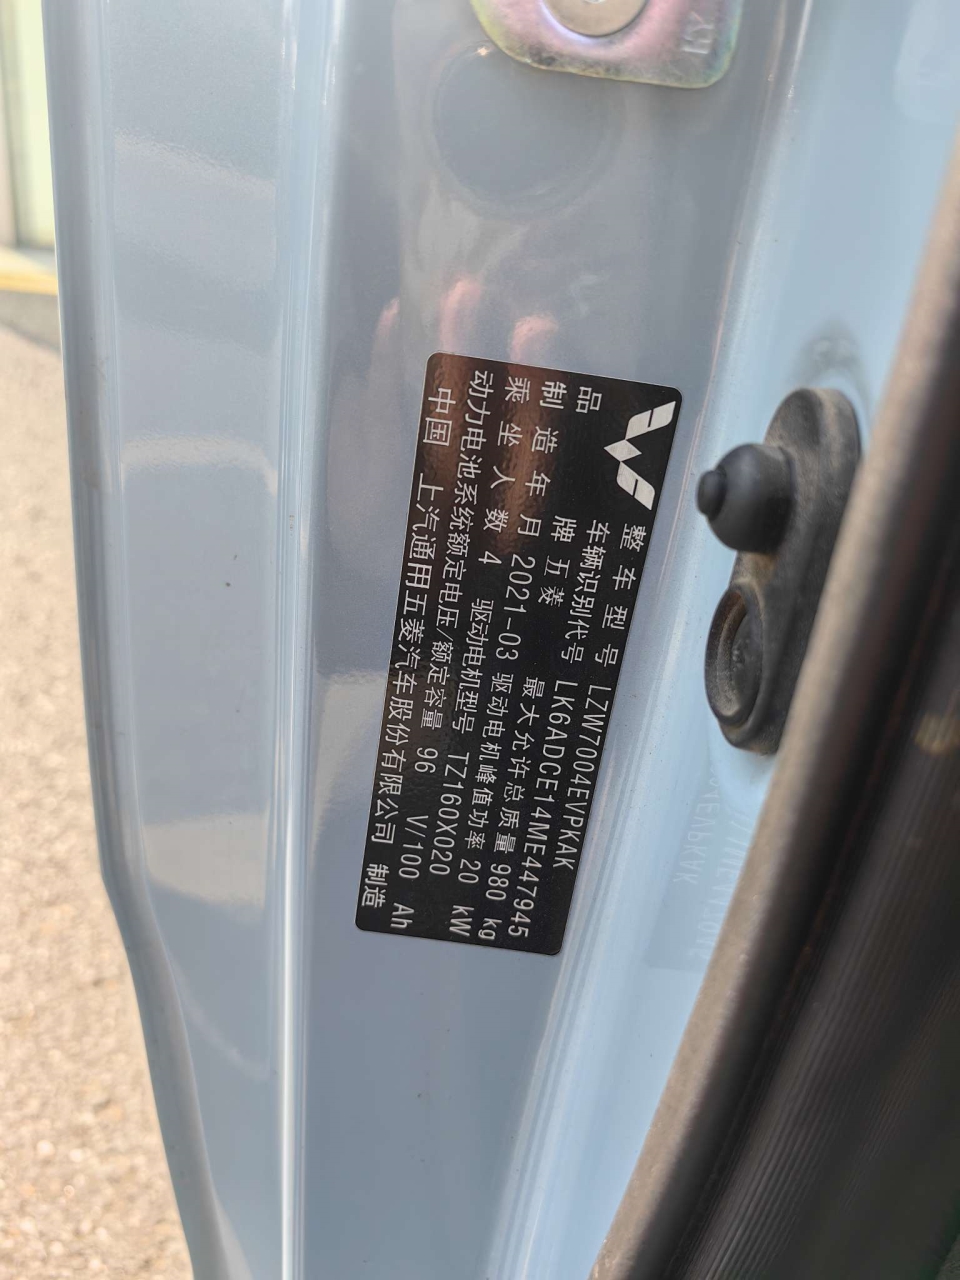 整车型号 LZW7004EVPKAK
车辆识别代号 LK6ADCE14ME447945
品牌 五菱 最大允许总质量 980 kg
制造年月 2021-03 驱动电机峰值功率 20 kW
乘坐人数 4 驱动电机型号 TZ160X020
动力电池系统额定电压/额定容量 96 V/100 Ah
中国 上汽通用五菱汽车股份有限公司 制造